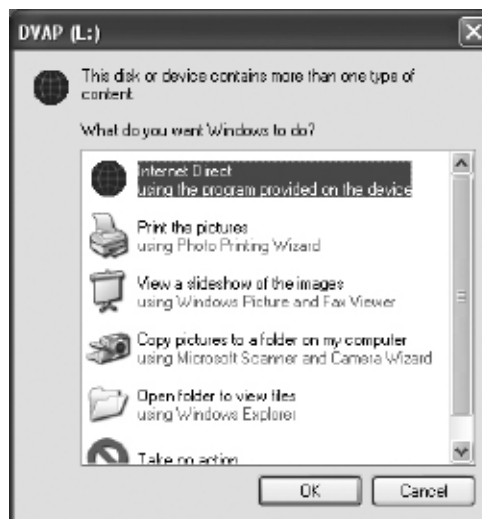 DVAP (L:)
This disk or device contains more than one type of
content.
What do you want Windows to do?
Internet Direct
using the program provided on the device
Print the pictures
using Photo Printing Wizard
View a slideshow of the images
using Windows Picture and Fax Viewer
Copy pictures to a folder on my computer
using Microsoft Scanner and Camera Wizard
Open folder to view files
using Windows Explorer
Take no action
OK
Cancel